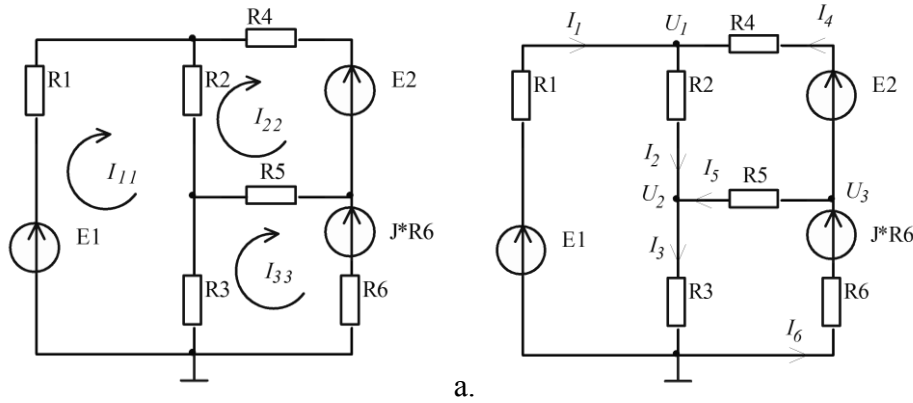 R4
R1
R2
E2
I22
I11
R5
E1
J*R6
I33
R3
R6
I1
U1
I4
R4
R1
R2
E2
I2
I5
R5
U2
U3
E1
J*R6
I3
R3
R6
I6
a.